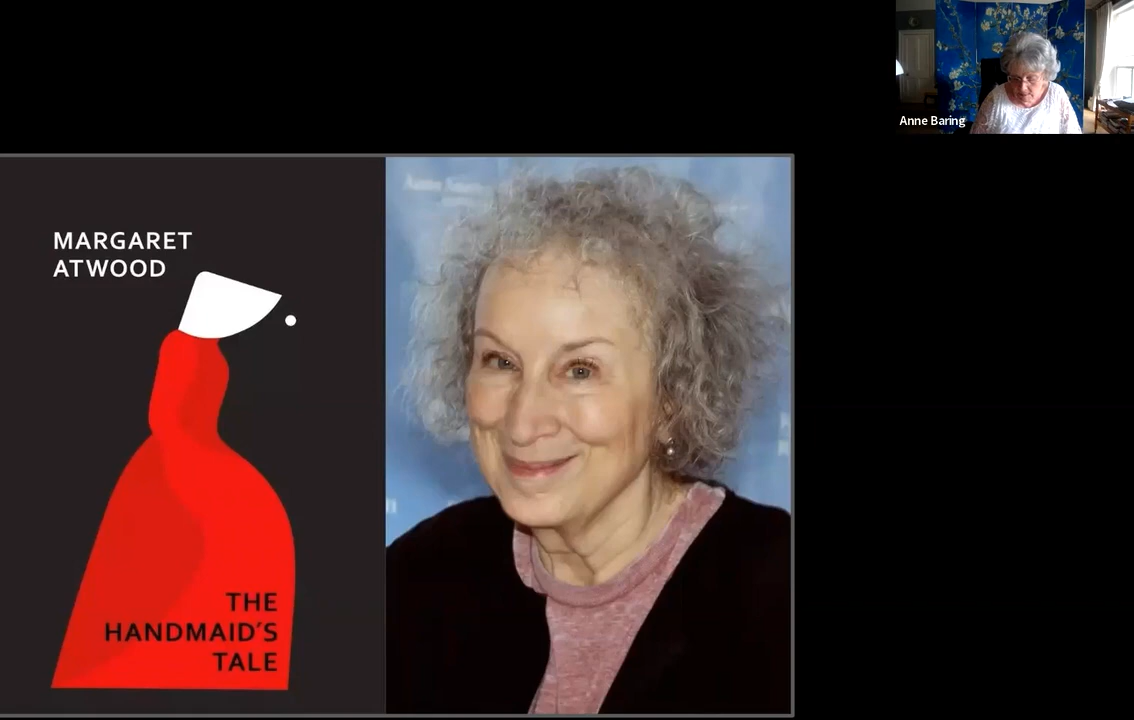 Anne Baring
MARGARET
ATWOOD
THE
HANDMAID'S
TALE